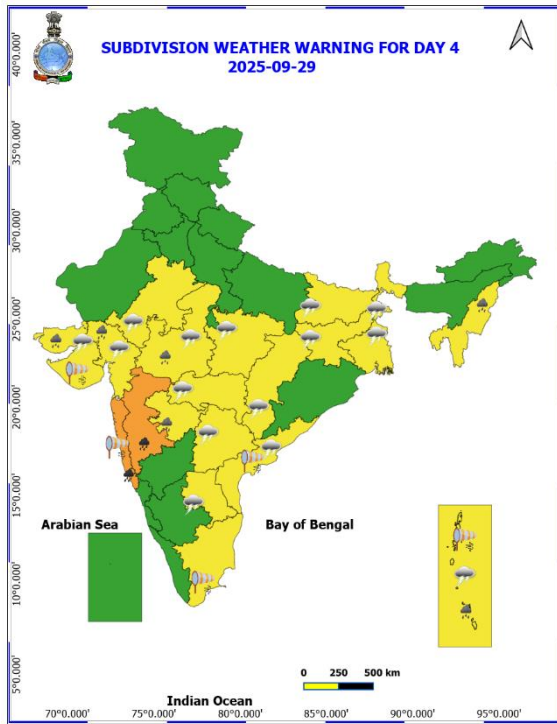 SUBDIVISION WEATHER WARNING FOR DAY 4
2025-09-29
40°0.000'
35°0.000'
30°0.000'
25°0.000'
20°0.000'
15°0.000'
10°0.000'
5°0.000'
Arabian Sea
Bay of Bengal
0 250 500 km
Indian Ocean
70°0.000' 75°0.000' 80°0.000' 85°0.000' 90°0.000' 95°0.000'